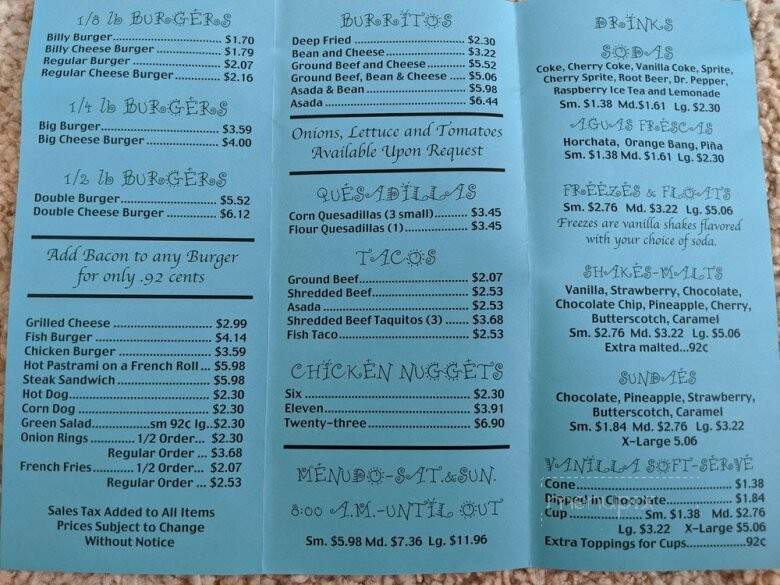 1/8 lb BURGERS
Billy Burger............................ $1.70
Billy Cheese Burger................ $1.79
Regular Burger....................... $2.07
Regular Cheese Burger........... $2.16
1/4 lb BURGERS
Big Burger............................. $3.59
Big Cheese Burger ................. $4.00
1/2 lb BURGERS
Double Burger....................... $5.52
Double Cheese Burger ............ $6.12
Add Bacon to any Burger
for only .92 cents
Grilled Cheese ....................... $2.99
Fish Burger ............................ $4.14
Chicken Burger ...................... $3.59
Hot Pastrami on a French Roll ... $5.98
Steak Sandwich...................... $5.98
Hot Dog................................. $2.30
Corn Dog ............................... $2.30
Green Salad..............sm 92¢ lg..$2.30
Onion Rings ........... 1/2 Order... $2.30
Regular Order ... $3.68
French Fries........... 1/2 Order... $2.07
Regular Order ... $2.53
Sales Tax Added to All Items
Prices Subject to Change
Without Notice
BURRITOS
Deep Fried ............................. $2.30
Bean and Cheese.................... $3.22
Ground Beef and Cheese......... $5.52
Ground Beef, Bean & Cheese .... $5.06
Asada & Bean ........................ $5.98
Asada .................................... $6.44
Onions, Lettuce and Tomatoes
Available Upon Request
QUESADILLAS
Corn Quesadillas (3 small).......... $3.45
Flour Quesadillas (1)................. $3.45
TACOS
Ground Beef........................... $2.07
Shredded Beef........................ $2.53
Asada .................................... $2.53
Shredded Beef Taquitos (3) ...... $3.68
Fish Taco................................ $2.53
CHICKEN NUGGETS
Six ........................................ $2.30
Eleven.................................... $3.91
Twenty-three......................... $6.90
MENUDO-SAT.&SUN.
8:00 A.M.-UNTIL OUT
Sm. $5.98 Md. $7.36 Lg. $11.96
DRINKS
SODAS
Coke, Cherry Coke, Vanilla Coke, Sprite,
Cherry Sprite, Root Beer, Dr. Pepper,
Raspberry Ice Tea and Lemonade
Sm. $1.38 Md.$1.61 Lg. $2.30
AGUAS FRESCAS
Horchata, Orange Bang, Piña
Sm. $1.38 Md. $1.61 Lg. $2.30
FREEZES & FLOATS
Sm. $2.76 Md. $3.22 Lg. $5.06
Freezes are vanilla shakes flavored
with your choice of soda.
SHAKES-MALTS
Vanilla, Strawberry, Chocolate,
Chocolate Chip, Pineapple, Cherry,
Butterscotch, Caramel
Sm. $2.76 Md. $3.22 Lg. $5.06
Extra malted...92¢
SUNDAES
Chocolate, Pineapple, Strawberry,
Butterscotch, Caramel
Sm. $1.84 Md. $2.76 Lg. $3.22
X-Large 5.06
VANILLA SOFT-SERVE
Cone...................................... $1.38
Dipped in Chocolate................ $1.84
Cup ................ Sm. $1.38 Md. $2.76
Lg. $3.22 X-Large $5.06
Extra Toppings for Cups.............92¢